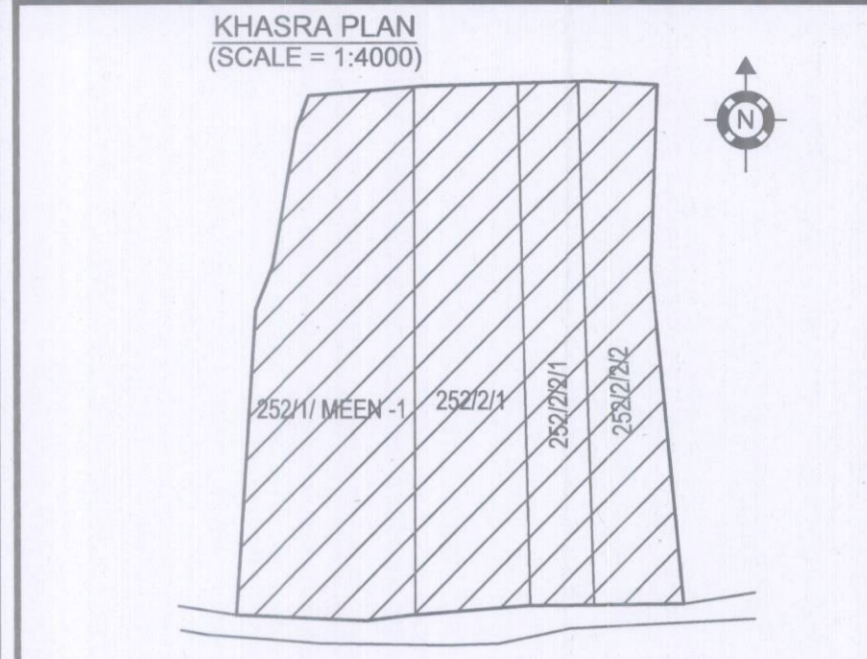 KHASRA PLAN
(SCALE = 1:4000)
N
252/1/ MEEN -1
252/2/1
252/2/2/1
252/2/2/2